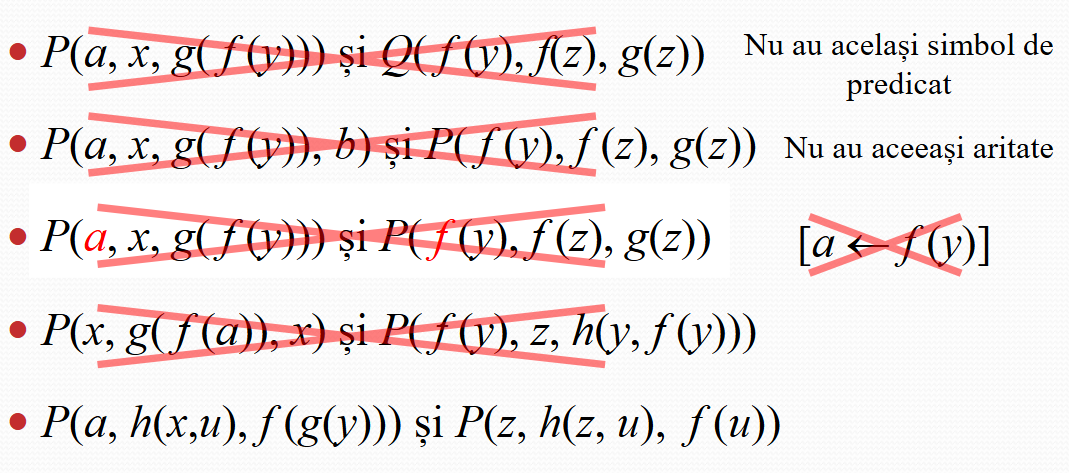 • P(a, x, g( f (y))) și Q( f (y), f(z), g(z))
Nu au același simbol de
predicat
• P(a, x, g( f (y)), b) și P( f (y), f (z), g(z))
Nu au aceeași aritate
• P(a, x, g( f (y))) și P( f (y), f (z), g(z))
[a ← f (y)]
• P(x, g( f (a)), x) și P( f (y), z, h(y, f (y)))
• P(a, h(x,u), f (g(y))) și P(z, h(z, u), f (u))